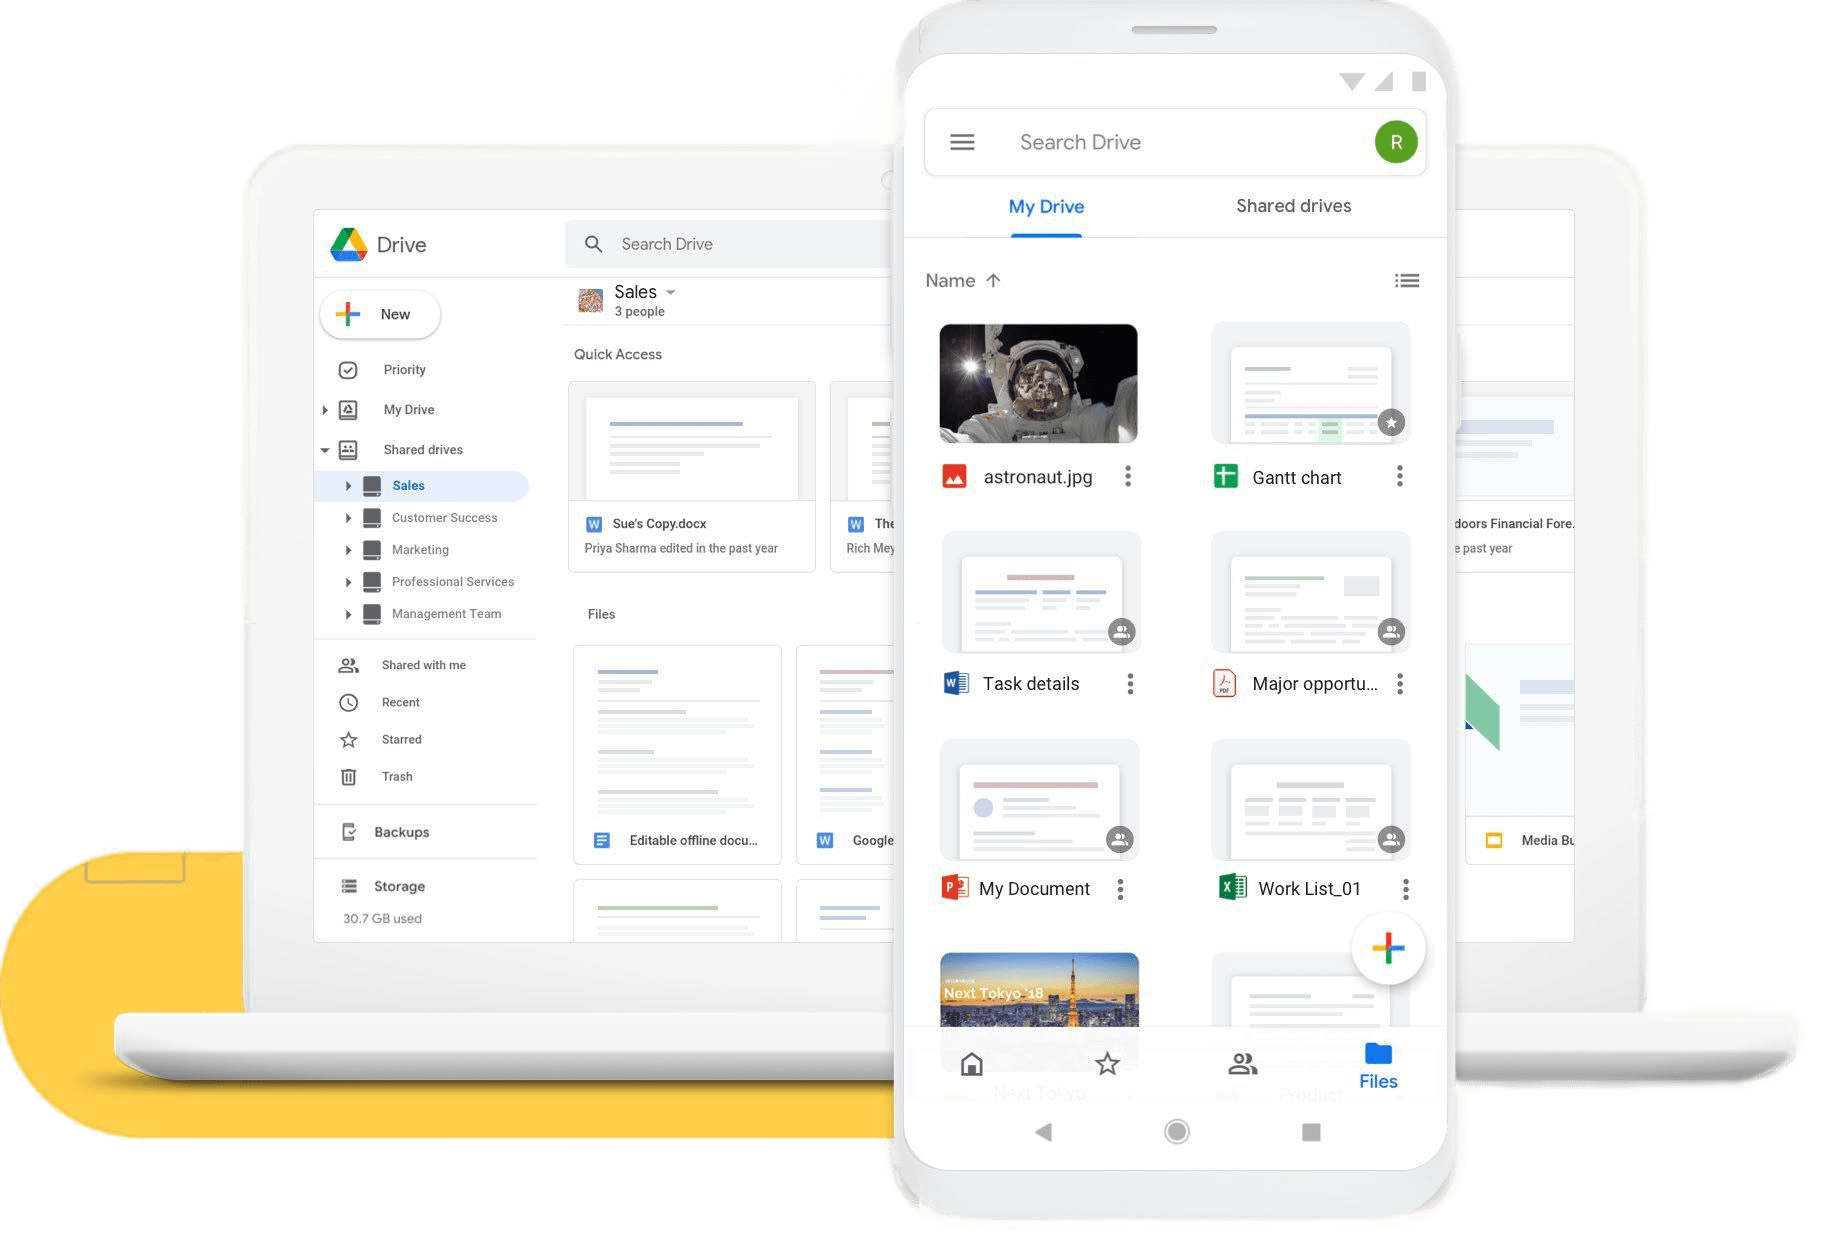 Drive
Search Drive
New
Priority
My Drive
Shared drives
Sales
Customer Success
Marketing
Professional Services
Management Team
Shared with me
Recent
Starred
Trash
Backups
Storage
30.7 GB used
Sales
3 people
Quick Access
W Sue's Copy.docx
Priya Sharma edited in the past year
W The
Rich Mey
Files
Editable offline docu...
W Google
doors Financial Fore.
e past year
Media Bu
Search Drive
R
My Drive
Shared drives
Name
astronaut.jpg
Gantt chart
W Task details
PDF Major opportu...
P My Document
X Work List_01
Next Tokyo '18
Next Tokyo
Product
Files